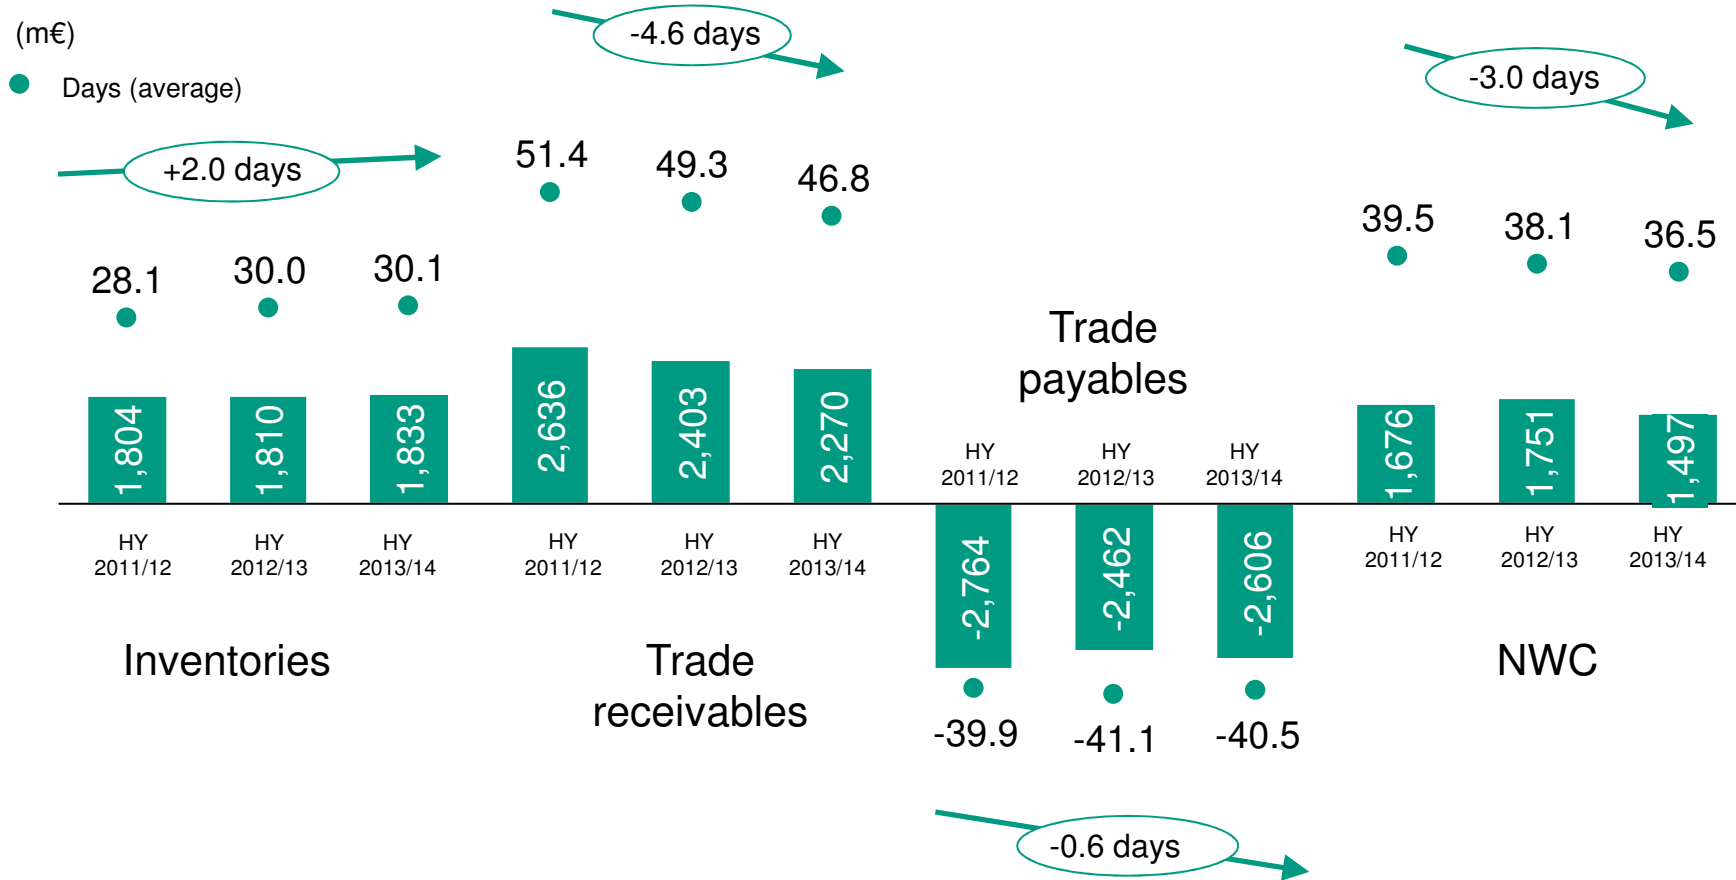 (m€)
Days (average)
+2.0 days
28.1
30.0
30.1
1,804
1,810
1,833
HY
2011/12
HY
2012/13
HY
2013/14
Inventories
-4.6 days
51.4
49.3
46.8
2,636
2,403
2,270
HY
2011/12
HY
2012/13
HY
2013/14
Trade
receivables
Trade
payables
HY
2011/12
HY
2012/13
HY
2013/14
-2,764
-2,462
-2,606
-39.9
-41.1
-40.5
-0.6 days
-3.0 days
39.5
38.1
36.5
1,676
1,751
1,497
HY
2011/12
HY
2012/13
HY
2013/14
NWC